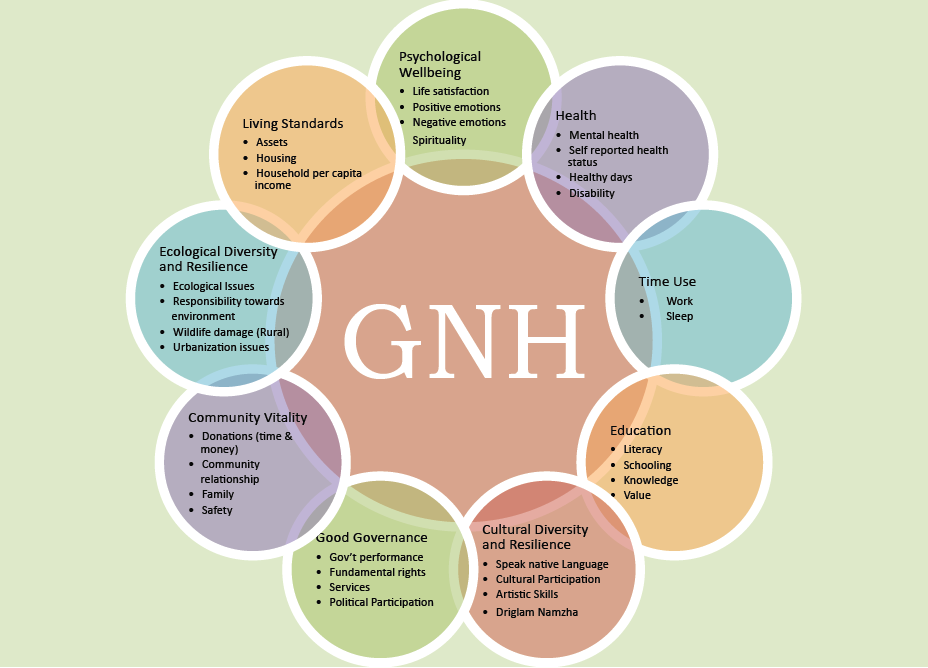 Psychological
Wellbeing
• Life satisfaction
• Positive emotions
• Negative emotions
Spirituality
Health
• Mental health
• Self reported health
status
• Healthy days
• Disability
Time Use
• Work
• Sleep
Education
• Literacy
• Schooling
• Knowledge
• Value
Cultural Diversity
and Resilience
• Speak native Language
• Cultural Participation
• Artistic Skills
• Driglam Namzha
Good Governance
• Gov't performance
• Fundamental rights
• Services
• Political Participation
Community Vitality
• Donations (time &
money)
• Community
relationship
• Family
• Safety
Ecological Diversity
and Resilience
• Ecological Issues
• Responsibility towards
environment
• Wildlife damage (Rural)
• Urbanization issues
Living Standards
• Assets
• Housing
• Household per capita
income
GNH